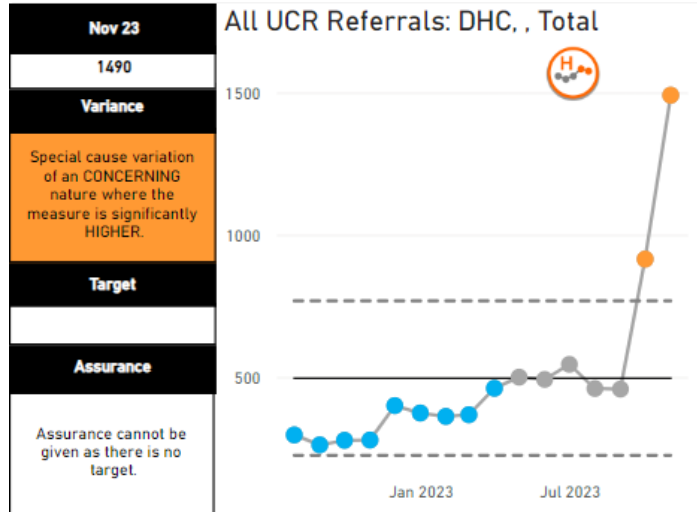 Nov 23
1490
Variance
Special cause variation
of an CONCERNING
nature where the
measure is significantly
HIGHER.
Target
Assurance
Assurance cannot be
given as there is no
target.
All UCR Referrals: DHC, , Total
H
1500
1000
500
Jan 2023
Jul 2023